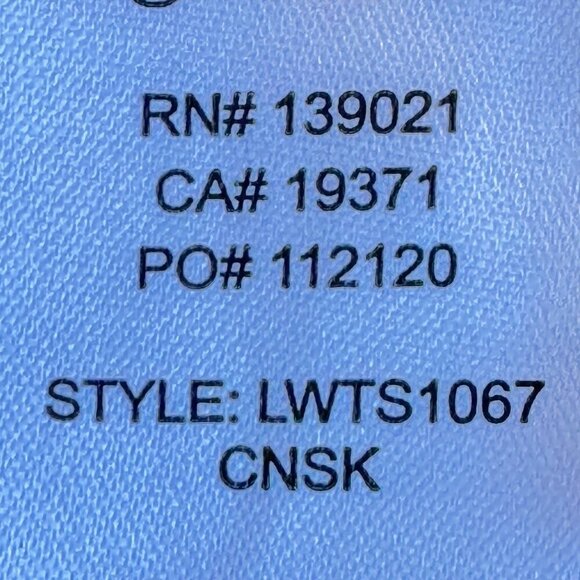 RN# 139021
CA# 19371
PO# 112120
STYLE: LWTS1067
CNSK